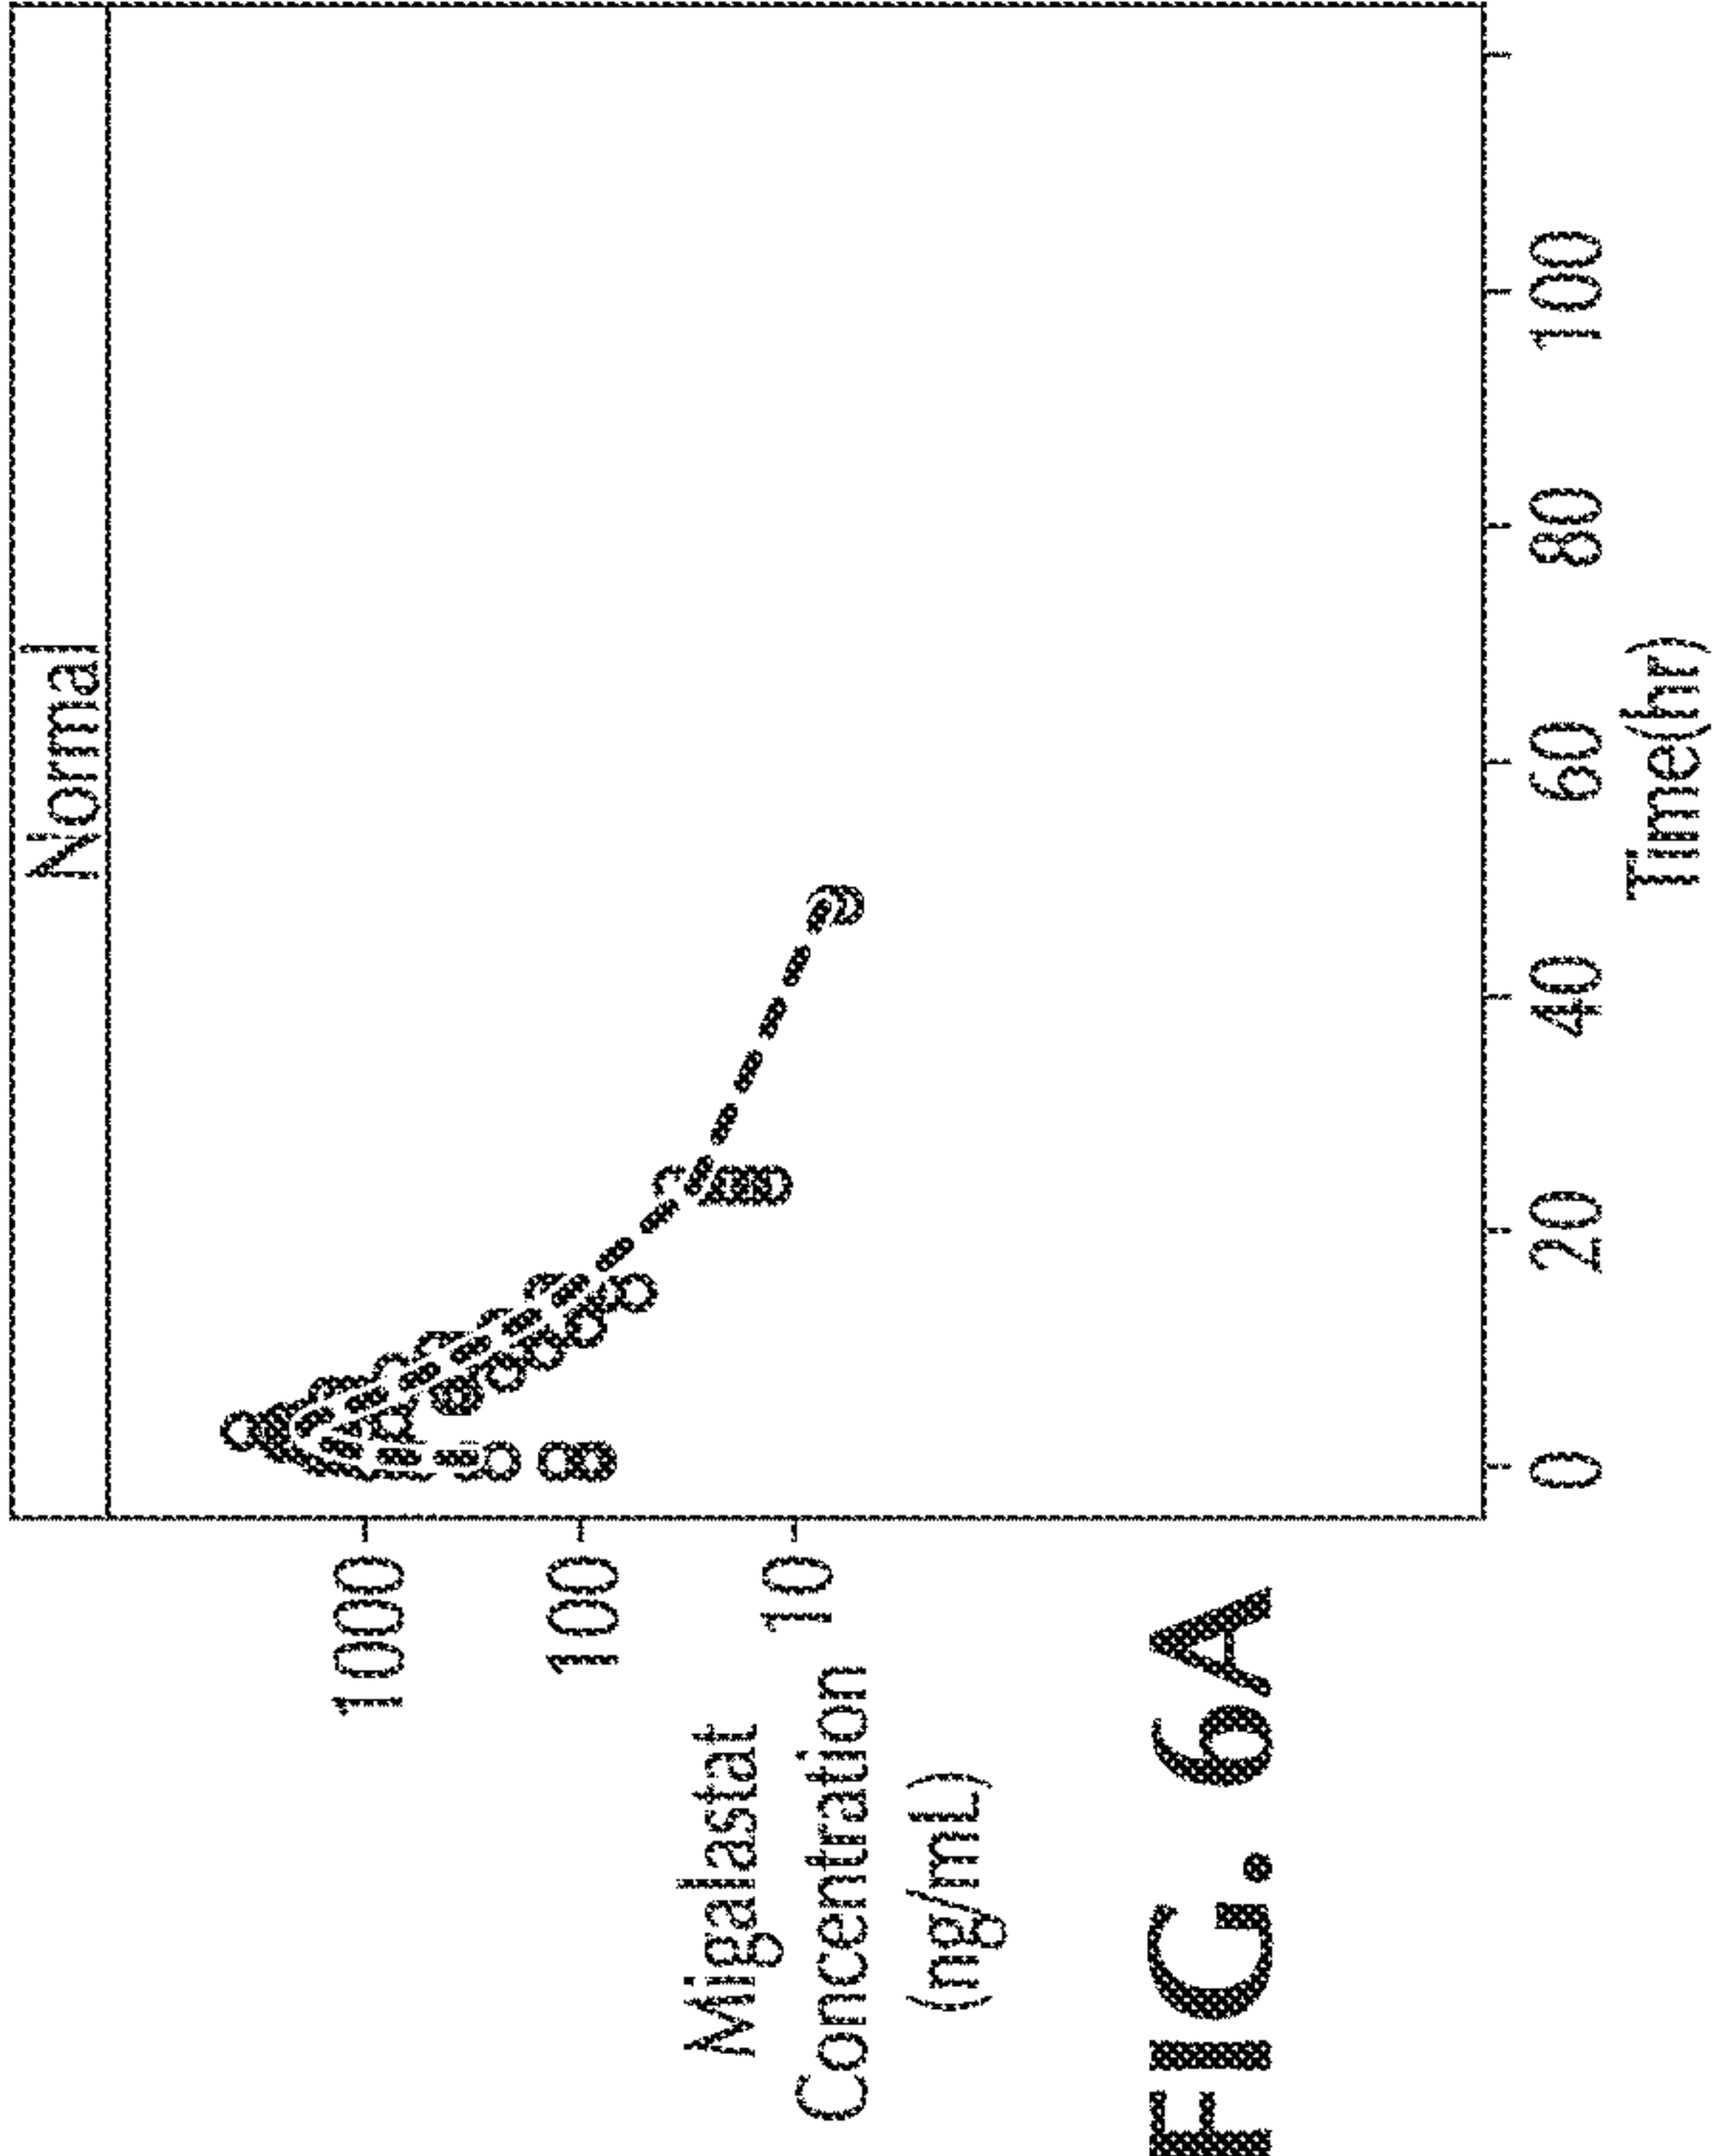 Normal
1000
100
10
Migalastat
Concentration
(ng/mL)
0 20 40 60 80 100
Time(hr)
FIG. 6A